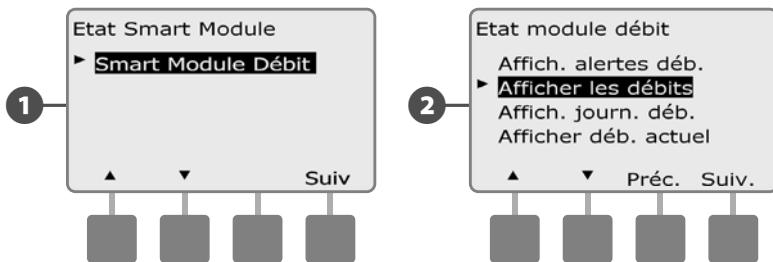 1
Etat Smart Module
► Smart Module Débit
▲ ▼ Suiv
2
Etat module débit
Affich. alertes déb.
► Afficher les débits
Affich. journ. déb.
Afficher déb. actuel
▲ ▼ Préc. Suiv.